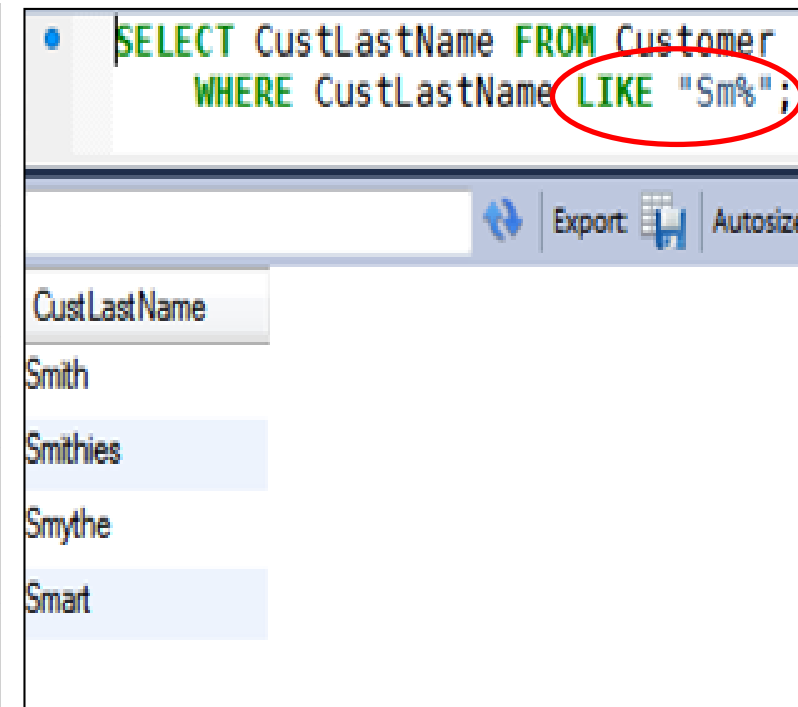 SELECT CustLastName FROM Customer
WHERE CustLastName LIKE "Sm%";
Export: Autosize
CustLastName
Smith
Smithies
Smythe
Smart